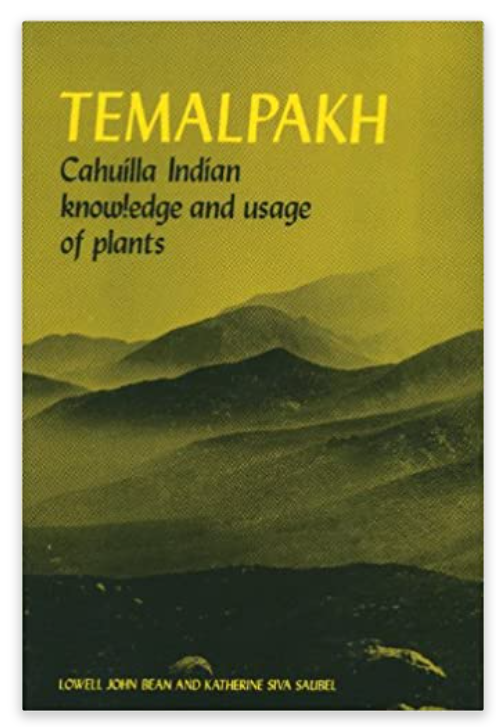 TEMALPAKH
Cahuilla Indian
knowledge and usage
of plants
LOWELL JOHN BEAN AND KATHERINE SIVA SAUBEL